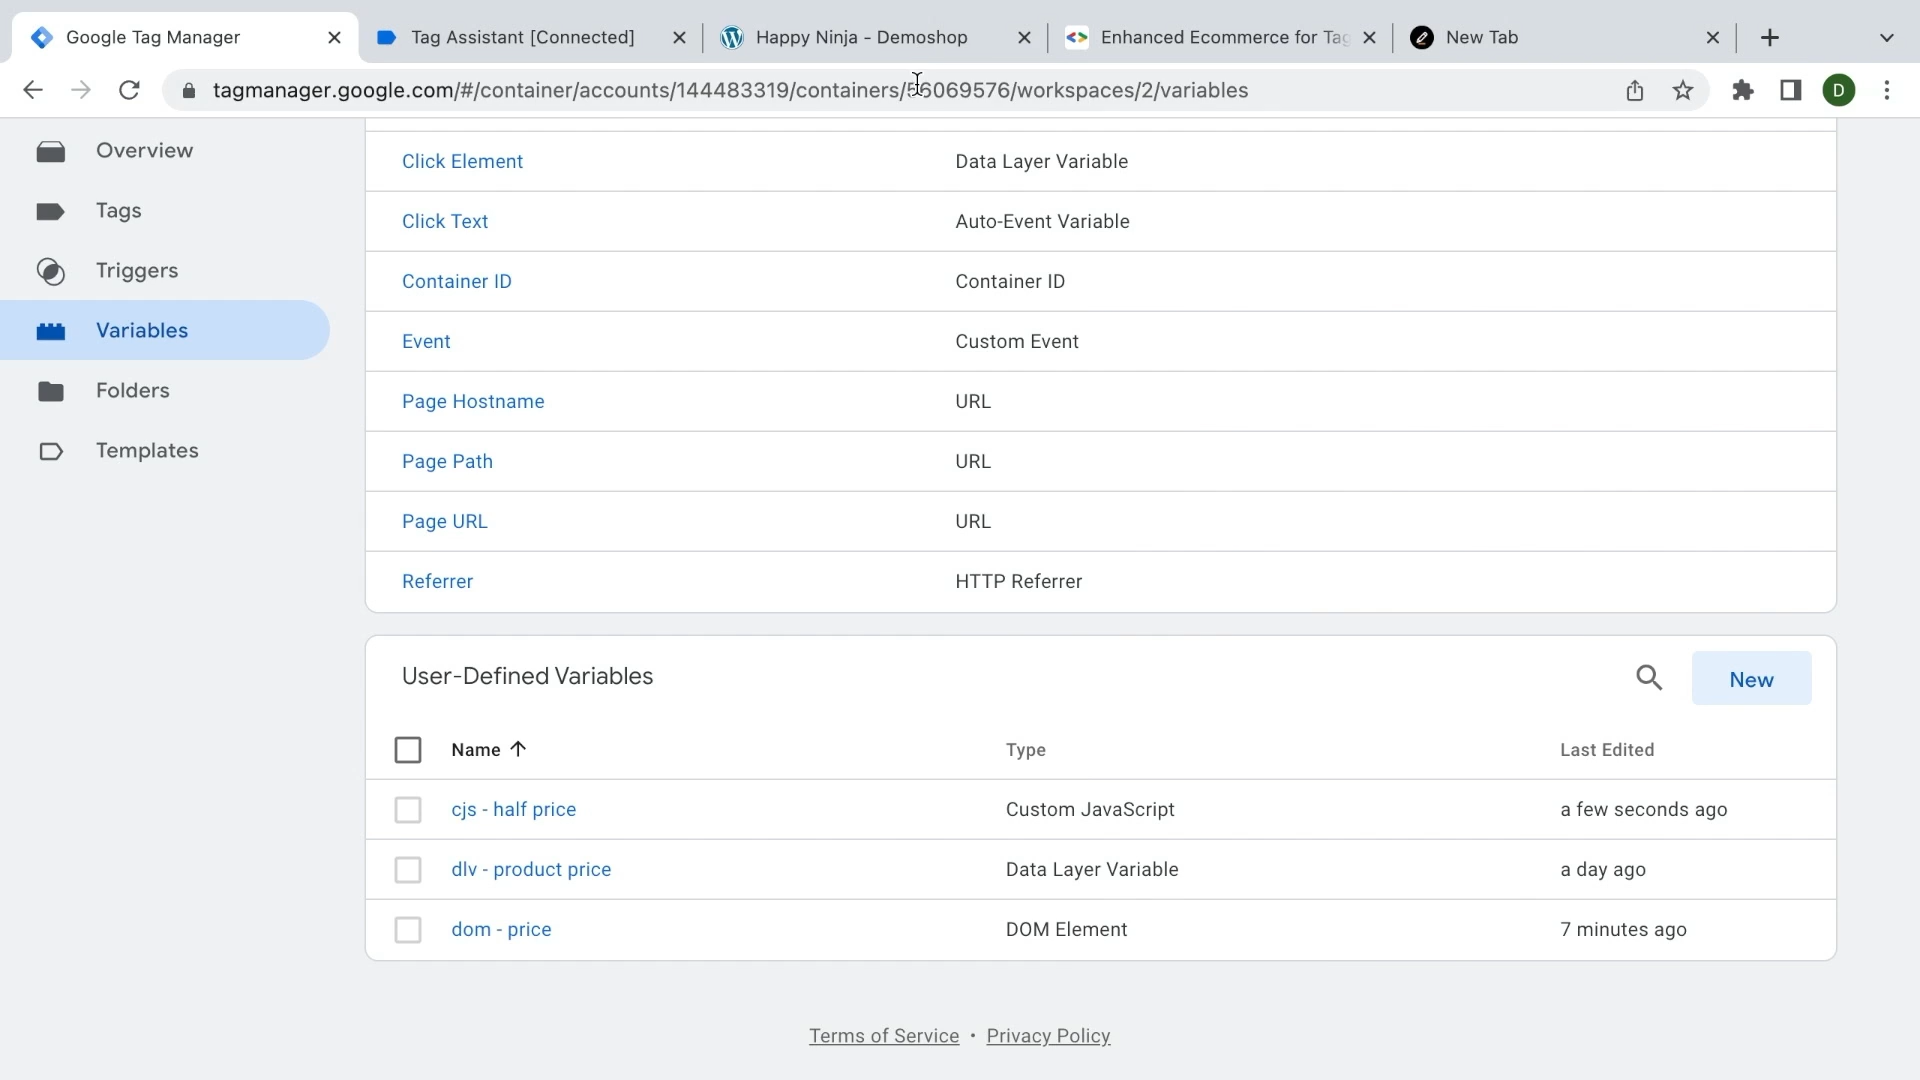 Google Tag Manager
Tag Assistant [Connected]
Happy Ninja - Demoshop
Enhanced Ecommerce for Tag
New Tab
tagmanager.google.com/#/container/accounts/144483319/containers/56069576/workspaces/2/variables
D
Overview
Tags
Triggers
Variables
Folders
Templates
Click Element Data Layer Variable
Click Text Auto-Event Variable
Container ID Container ID
Event Custom Event
Page Hostname URL
Page Path URL
Page URL URL
Referrer HTTP Referrer
User-Defined Variables
New
Name Type Last Edited
cjs - half price Custom JavaScript a few seconds ago
dlv - product price Data Layer Variable a day ago
dom - price DOM Element 7 minutes ago
Terms of Service • Privacy Policy